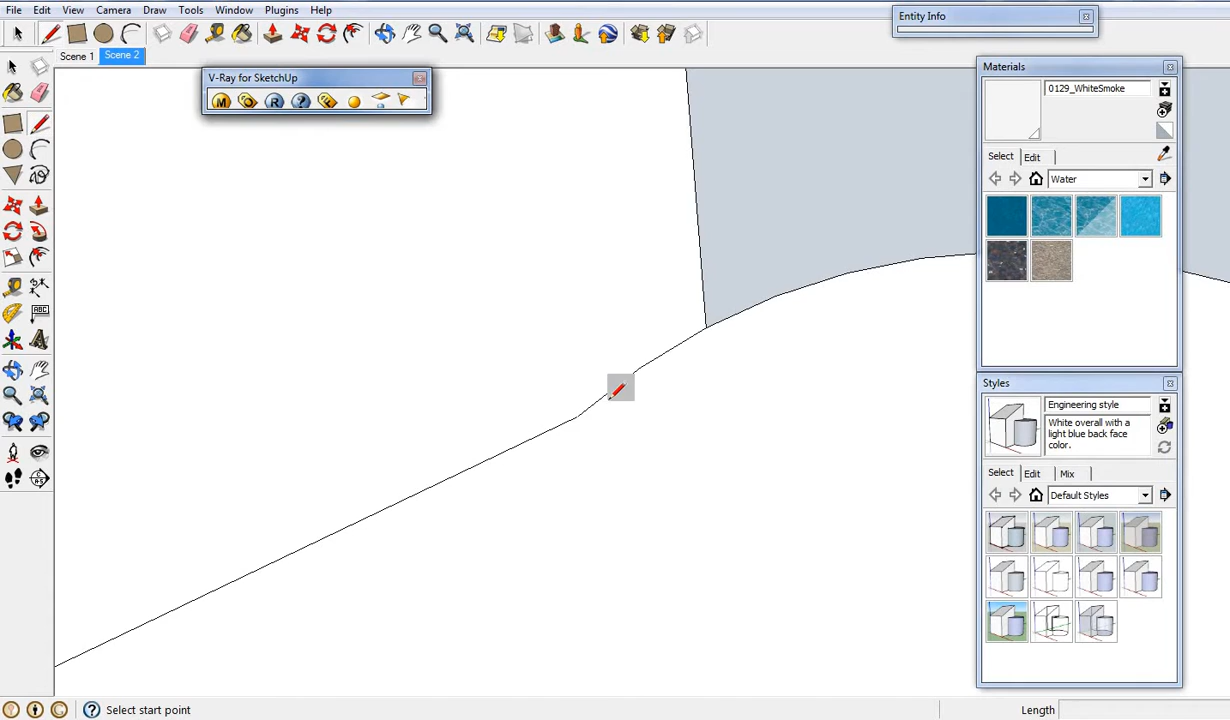 File Edit View Camera Draw Tools Window Plugins Help
Entity Info
Scene 1 Scene 2
V-Ray for SketchUp
M O R ? L
Materials
0129_WhiteSmoke
Select Edit
Water
ABC
A
Styles
Engineering style
White overall with a
light blue back face
color.
Select Edit Mix
Default Styles
? Select start point
Length